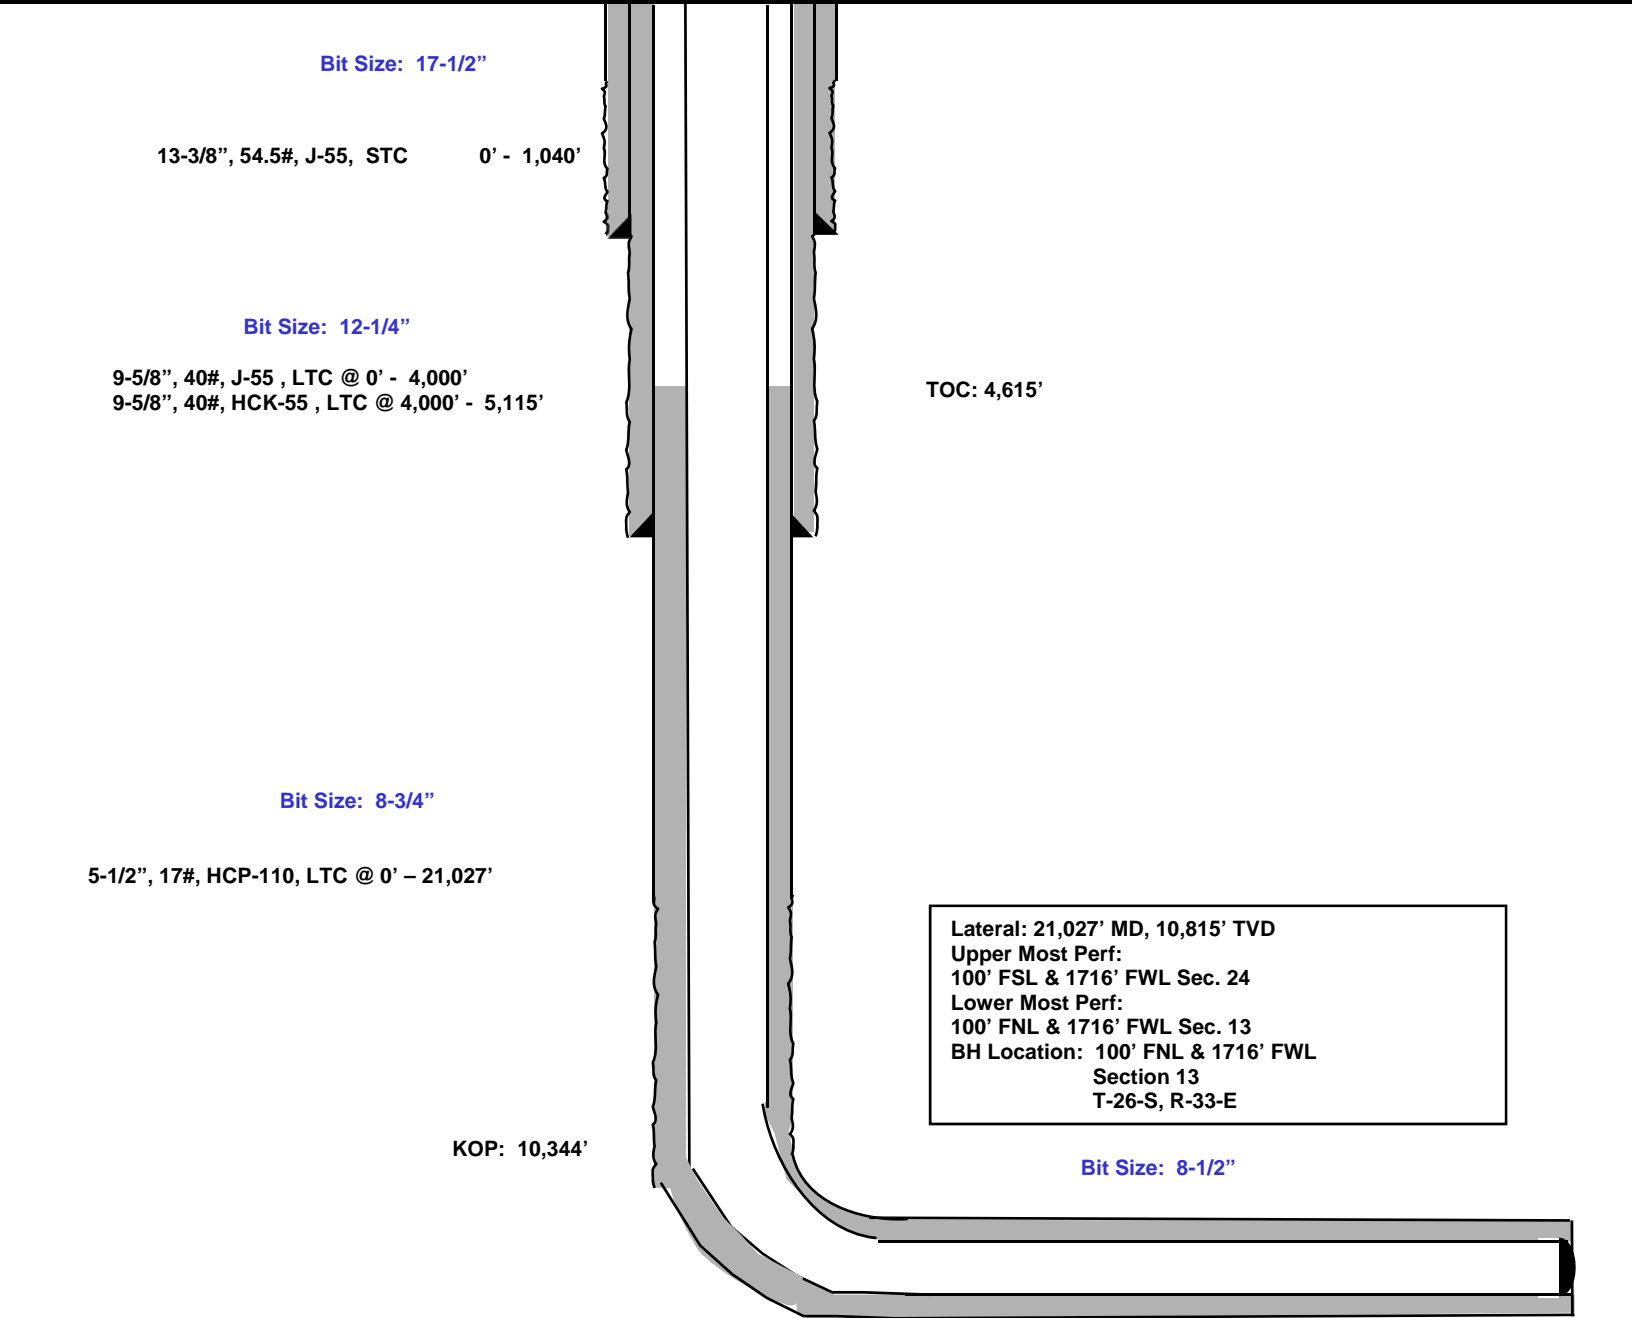 Bit Size: 17-1/2”
13-3/8”, 54.5#, J-55, STC 0’ - 1,040’
Bit Size: 12-1/4”
9-5/8”, 40#, J-55 , LTC @ 0’ - 4,000’
9-5/8”, 40#, HCK-55 , LTC @ 4,000’ - 5,115’
TOC: 4,615’
Bit Size: 8-3/4”
5-1/2”, 17#, HCP-110, LTC @ 0’ – 21,027’
Lateral: 21,027’ MD, 10,815’ TVD
Upper Most Perf:
100’ FSL & 1716’ FWL Sec. 24
Lower Most Perf:
100’ FNL & 1716’ FWL Sec. 13
BH Location: 100’ FNL & 1716’ FWL
Section 13
T-26-S, R-33-E
KOP: 10,344’
Bit Size: 8-1/2”